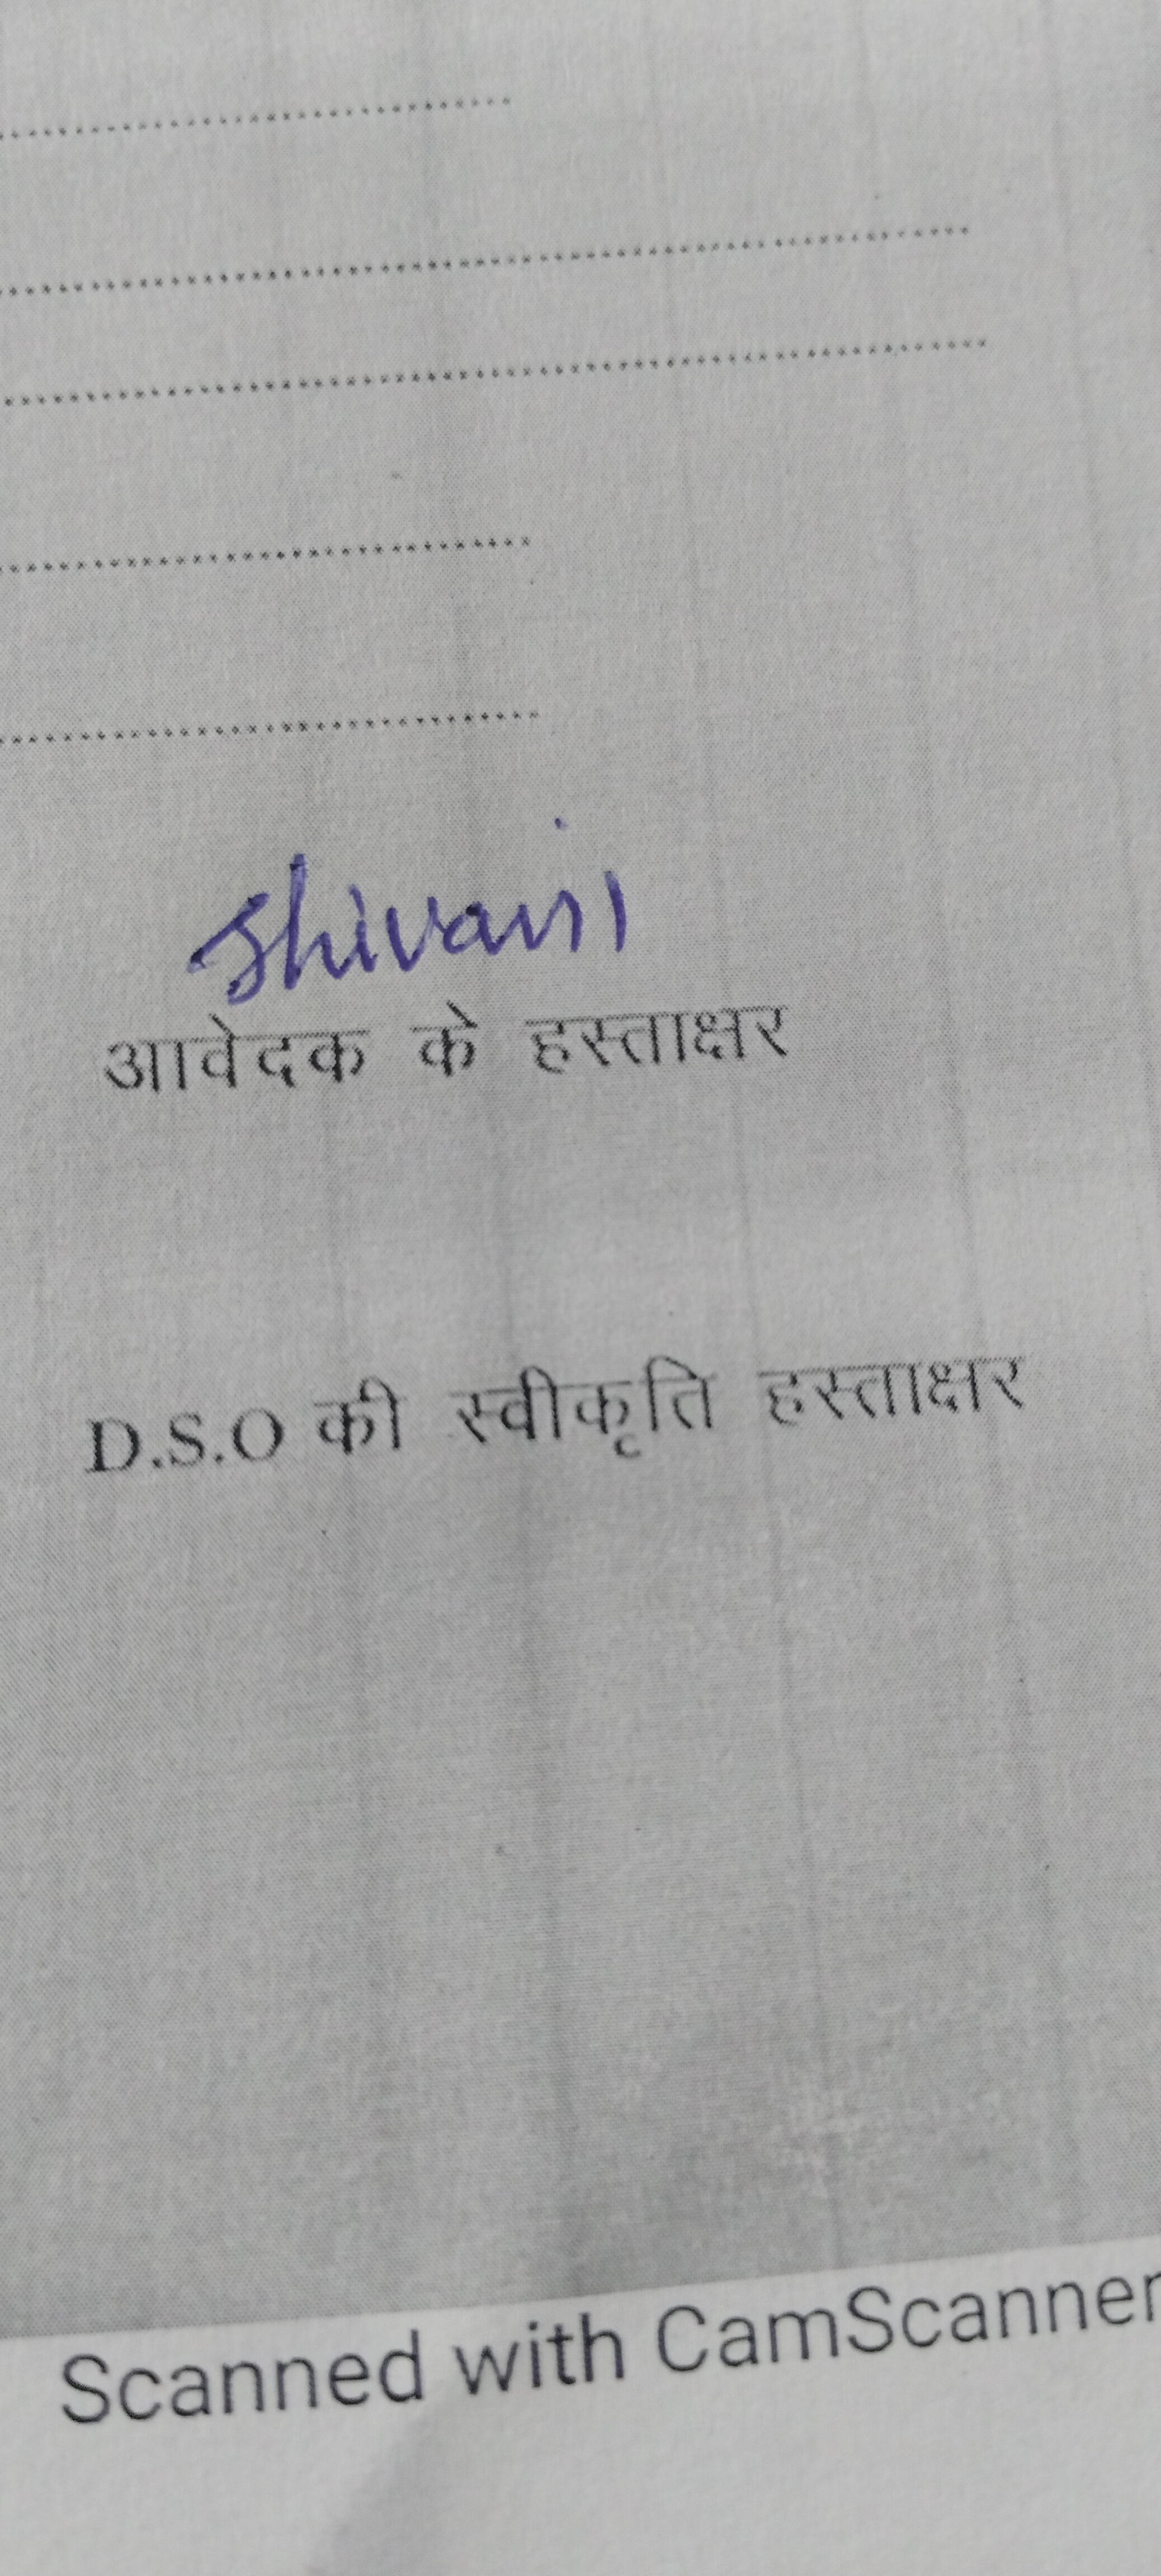 Shivani
आवेदक के हस्ताक्षर
D.S.O की स्वीकृति हस्ताक्षर
Scanned with CamScanner